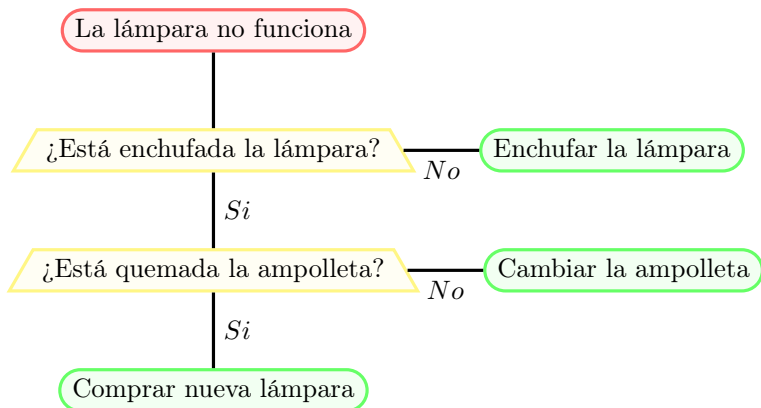 La lámpara no funciona
¿Está enchufada la lámpara?
No
Enchufar la lámpara
Si
¿Está quemada la ampolleta?
No
Cambiar la ampolleta
Si
Comprar nueva lámpara